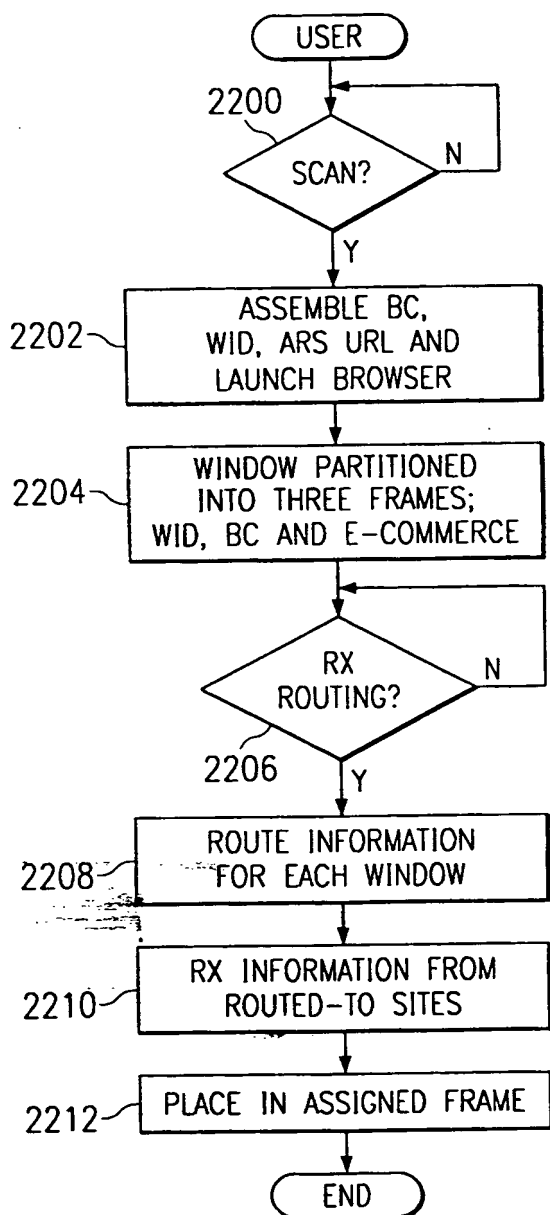 USER
2200
SCAN?
N
Y
2202
ASSEMBLE BC,
WID, ARS URL AND
LAUNCH BROWSER
2204
WINDOW PARTITIONED
INTO THREE FRAMES;
WID, BC AND E-COMMERCE
RX
ROUTING?
N
2206
Y
2208
ROUTE INFORMATION
FOR EACH WINDOW
2210
RX INFORMATION FROM
ROUTED-TO SITES
2212
PLACE IN ASSIGNED FRAME
END